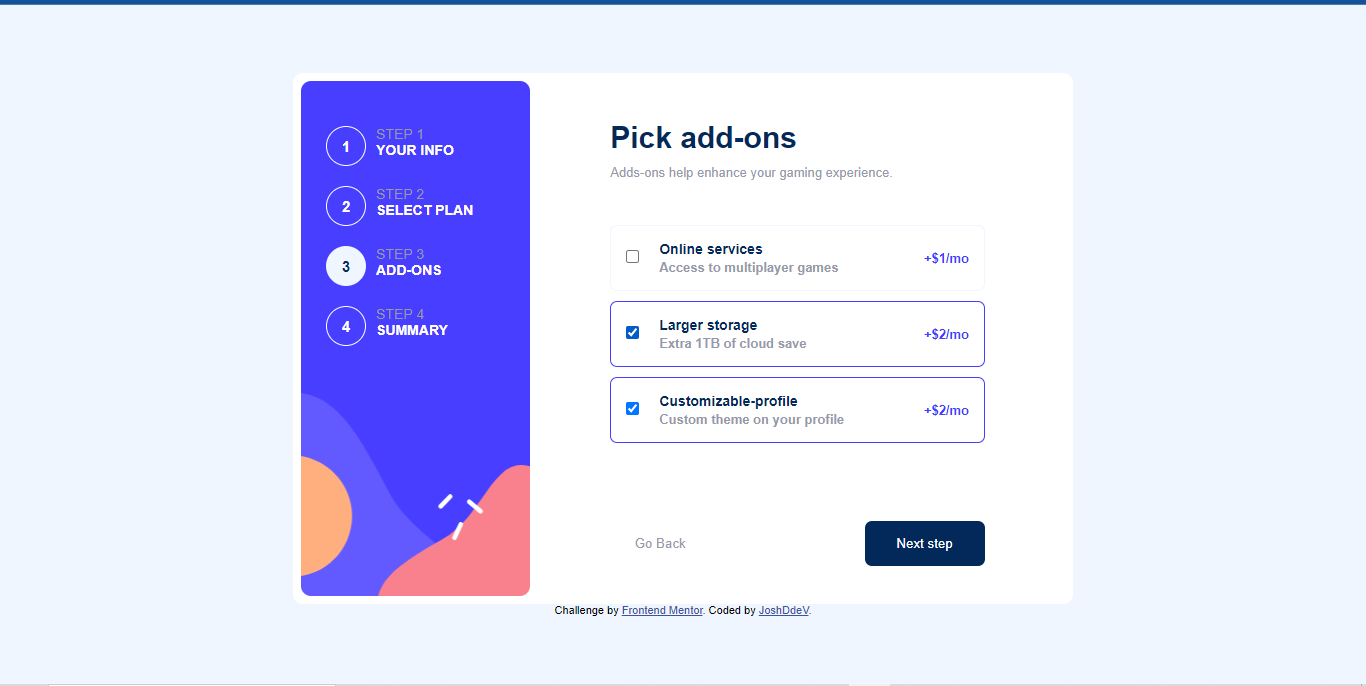 1
STEP 1
YOUR INFO
2
STEP 2
SELECT PLAN
3
STEP 3
ADD-ONS
4
STEP 4
SUMMARY
Pick add-ons
Adds-ons help enhance your gaming experience.
Online services
Access to multiplayer games
+$1/mo
Larger storage
Extra 1TB of cloud save
+$2/mo
Customizable-profile
Custom theme on your profile
+$2/mo
Go Back
Next step
Challenge by Frontend Mentor. Coded by JoshDdeV.